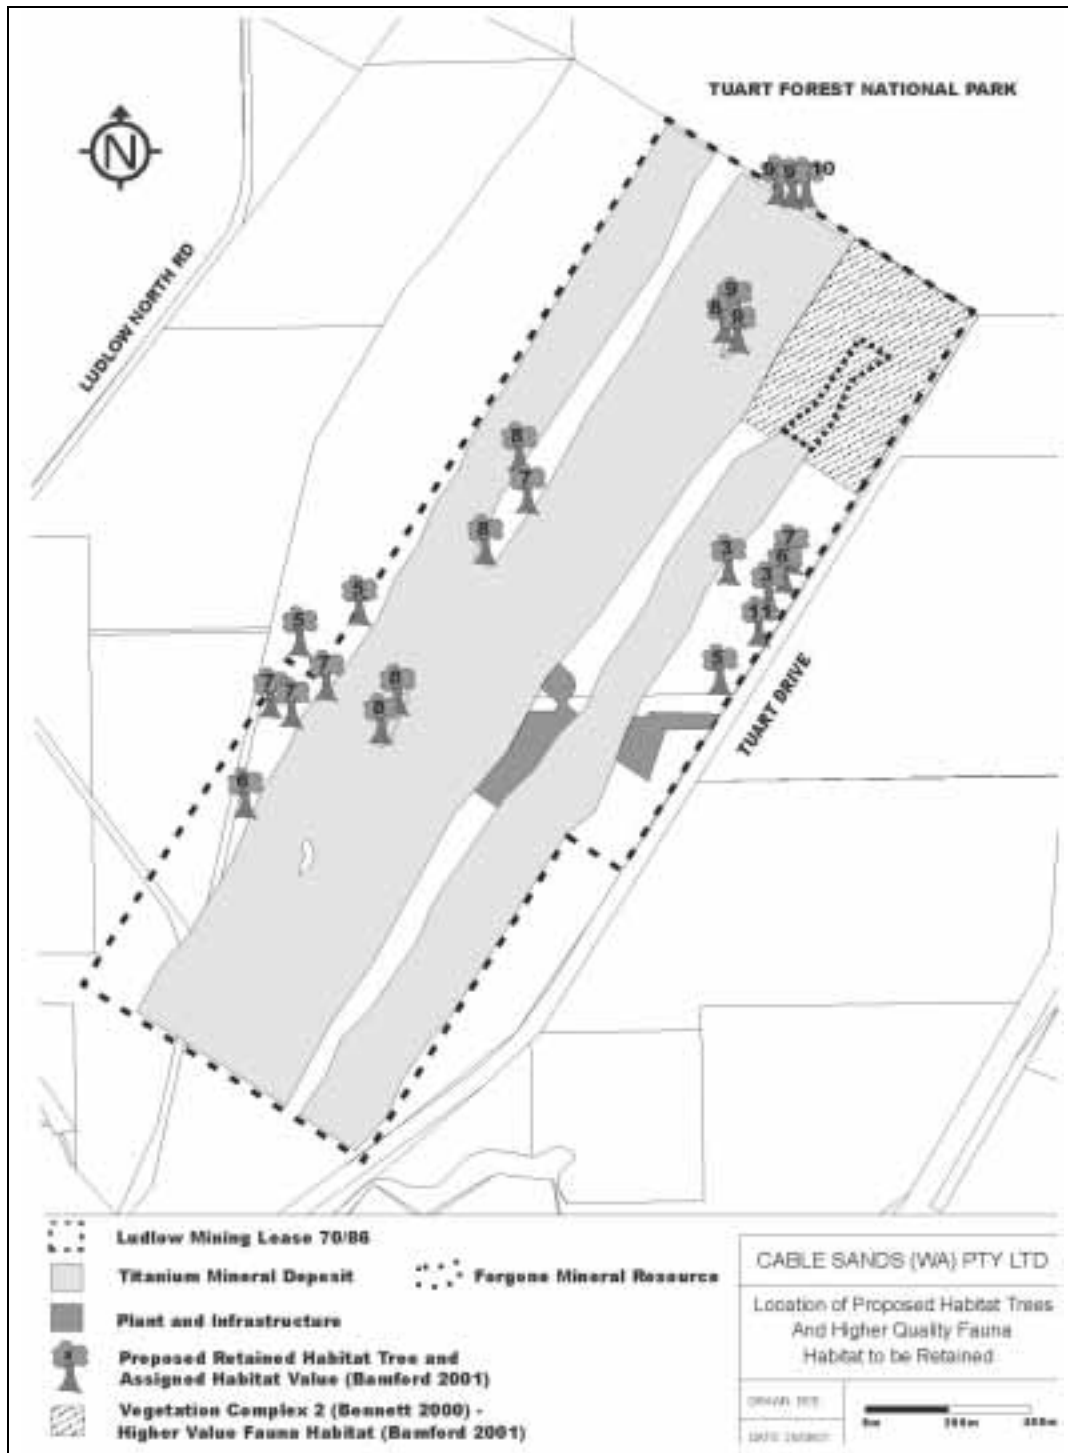 TUART FOREST NATIONAL PARK
N
LUDLOW NORTH RD
9 9 10
9
8
9
8
7
8
3
7
6
3
11
5
5
5
7
7
7
8
8
6
TUART DRIVE
Ludlow Mining Lease 70/86
Titanium Mineral Deposit
Forgone Mineral Resource
Plant and Infrastructure
Proposed Retained Habitat Tree and
Assigned Habitat Value (Bamford 2001)
Vegetation Complex 2 (Bennett 2000) -
Higher Value Fauna Habitat (Bamford 2001)
CABLE SANDS (WA) PTY LTD
Location of Proposed Habitat Trees
And Higher Quality Fauna
Habitat to be Retained
0m